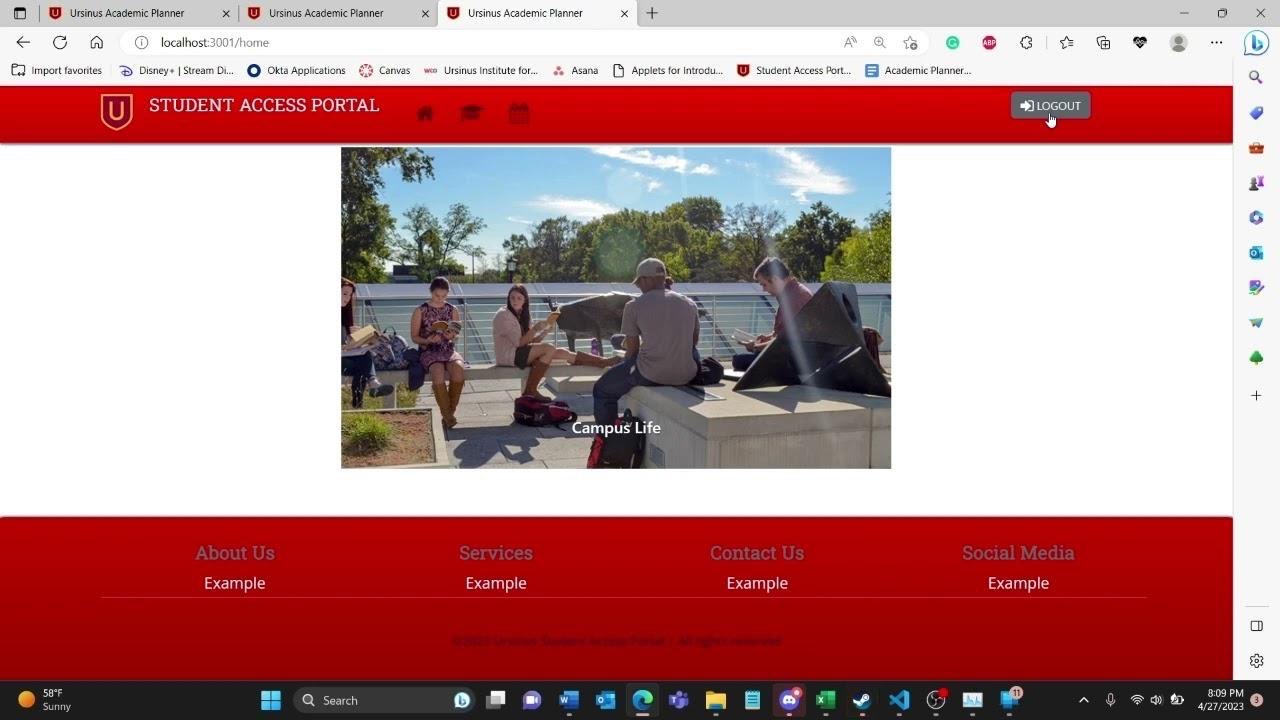 Ursinus Academic Planner
Ursinus Academic Planner
Ursinus Academic Planner
localhost:3001/home
Import favorites
Disney+ | Stream Di...
Okta Applications
Canvas
Ursinus Institute for...
Asana
Applets for Introdu...
Student Access Port...
Academic Planner...
U STUDENT ACCESS PORTAL
LOGOUT
Campus Life
About Us
Services
Contact Us
Social Media
Example
Example
Example
Example
©2023 Ursinus Student Access Portal | All rights reserved
58°F
Sunny
Search
11
8:09 PM
4/27/2023
3